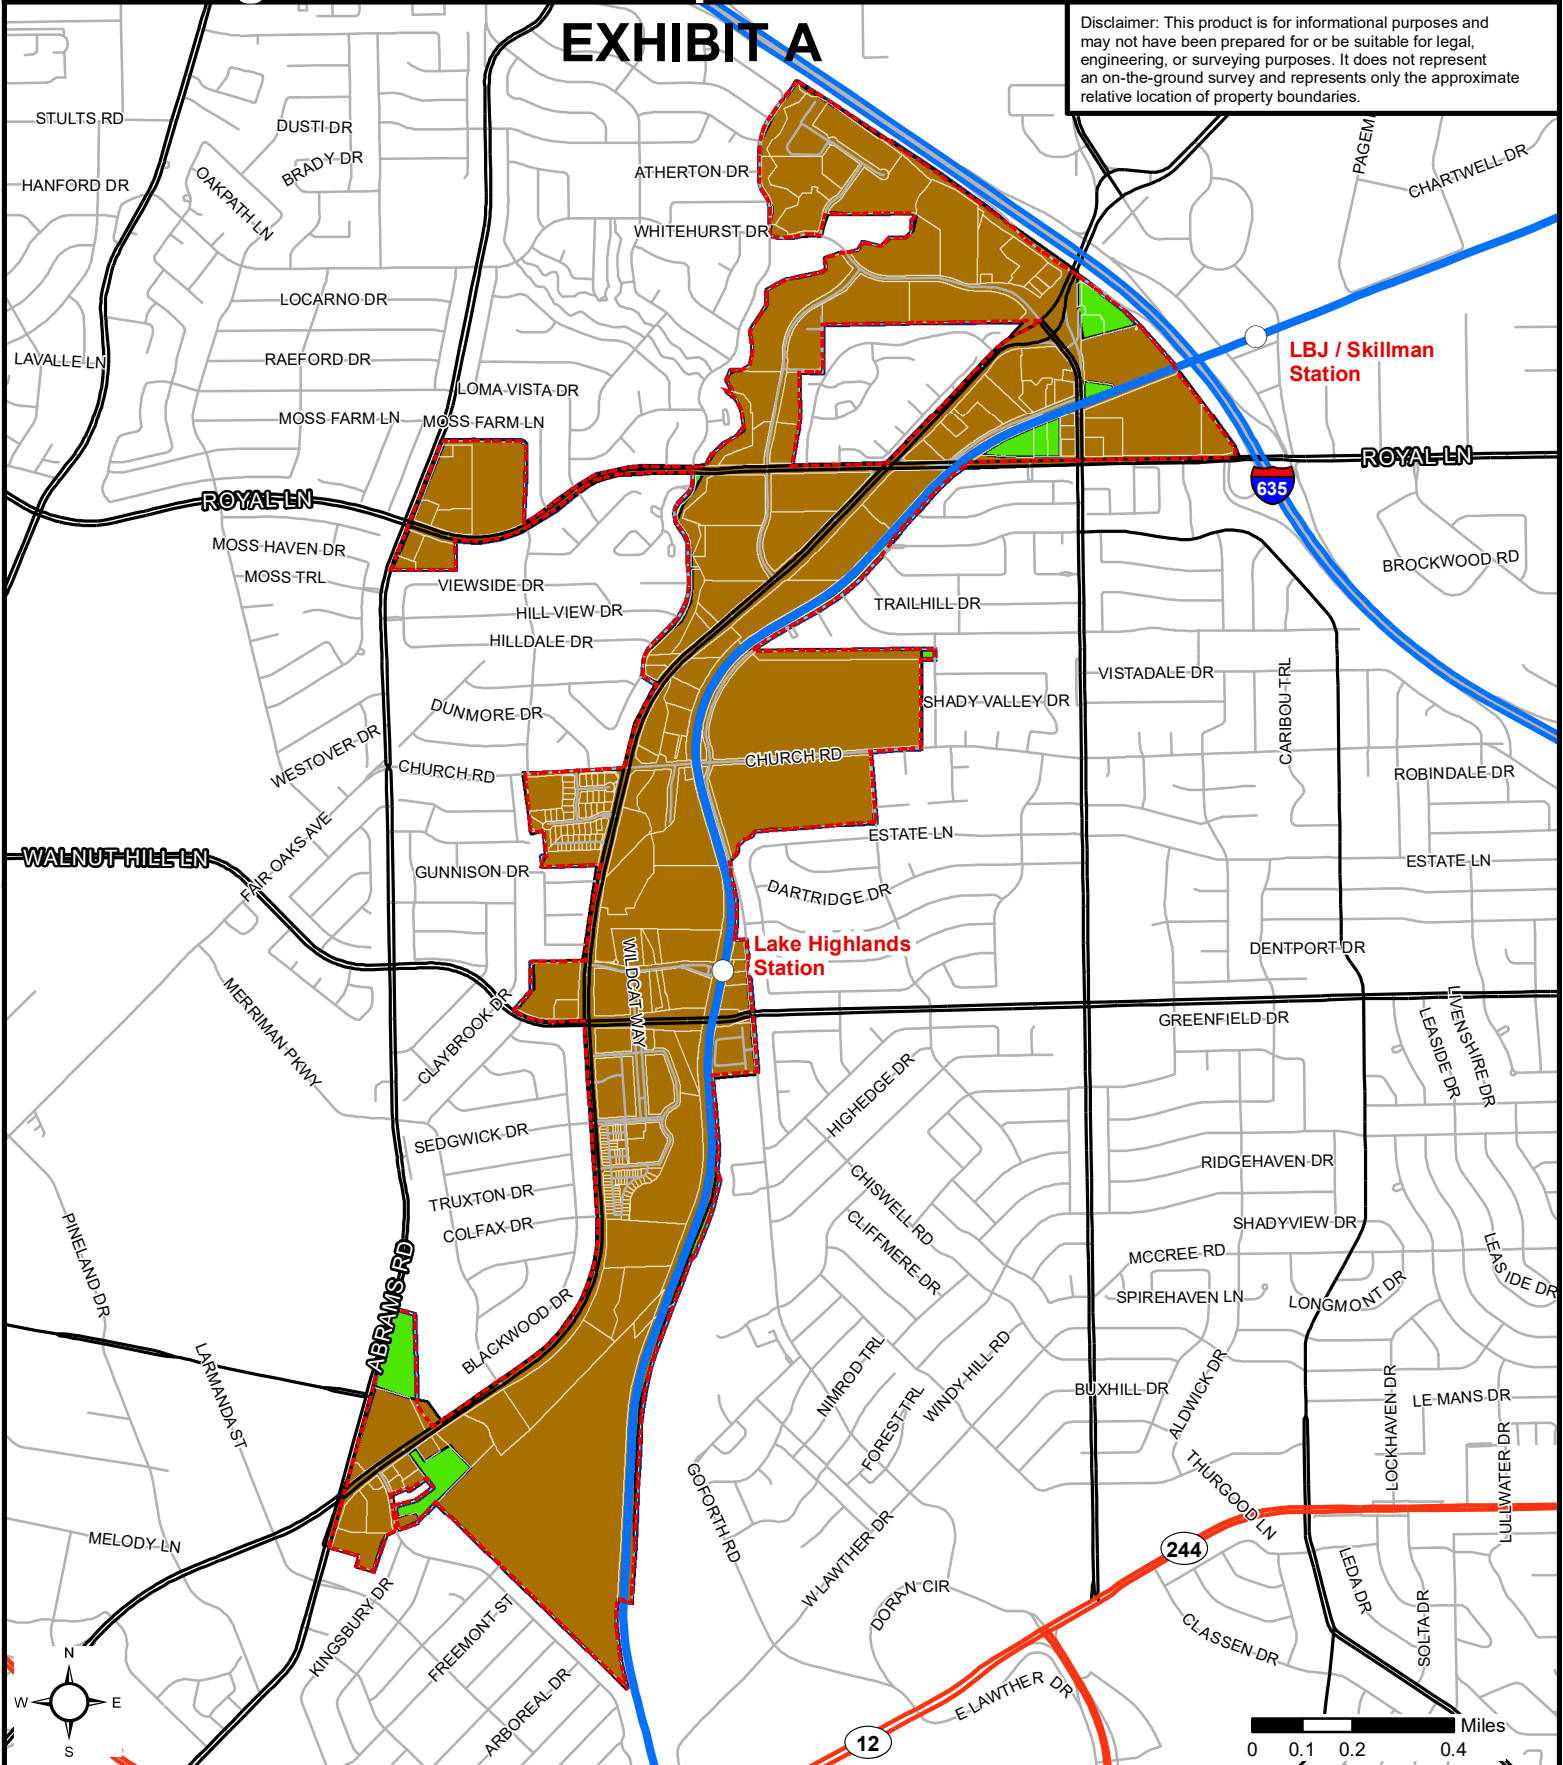 EXHIBIT A
Disclaimer: This product is for informational purposes and
may not have been prepared for or be suitable for legal,
engineering, or surveying purposes. It does not represent
an on-the-ground survey and represents only the approximate
relative location of property boundaries.
STULTS RD
DUSTI DR
BRADY DR
HANFORD DR
OAKPATH LN
ATHERTON DR
CHARTWELL DR
WHITEHURST DR
LOCARNO DR
LAVALLE LN
RAEFORD DR
LBJ / Skillman
Station
LOMA VISTA DR
MOSS FARM LN
MOSS FARM LN
ROYAL LN
ROYAL LN
635
MOSS HAVEN DR
MOSS TRL
VIEWSIDE DR
BROCKWOOD RD
HILL VIEW DR
TRAILHILL DR
HILLDALE DR
VISTADALE DR
CARIBOU TRL
SHADY VALLEY DR
DUNMORE DR
WESTOVER DR
CHURCH RD
CHURCH RD
ROBINDALE DR
ESTATE LN
FAIR OAKS AVE
WALNUT HILL LN
ESTATE LN
GUNNISON DR
DARTRIDGE DR
Lake Highlands
Station
WILDCAT WAY
DENTPORT DR
MERRIMAN PKWY
CLAYBROOK DR
GREENFIELD DR
LEASIDE DR
LIVENSHIRE DR
HIGHEDGE DR
SEDGWICK DR
RIDGEHAVEN DR
CHISWELL RD
TRUXTON DR
COLFAX DR
CLIFFMERE DR
SHADYVIEW DR
PINELAND DR
MCCREE RD
LEASIDE DR
SPIREHAVEN LN
LONGMONT DR
ABRAMS RD
BLACKWOOD DR
LARMANDA ST
NIMROD TRL
WINDY HILL RD
BUXHILL DR
ALDWICK DR
LE MANS DR
LOCKHAVEN DR
FOREST TRL
LULLWATER DR
GOFORTH RD
THURGOOD LN
MELODY LN
W LAWTHER DR
244
LEDA DR
KINGSBURY DR
DORAN CIR
FREEMONT ST
CLASSEN DR
SOLTA DR
N
W
E
S
ARBOREAL DR
E LAWTHER DR
12
Miles
0
0.1
0.2
0.4